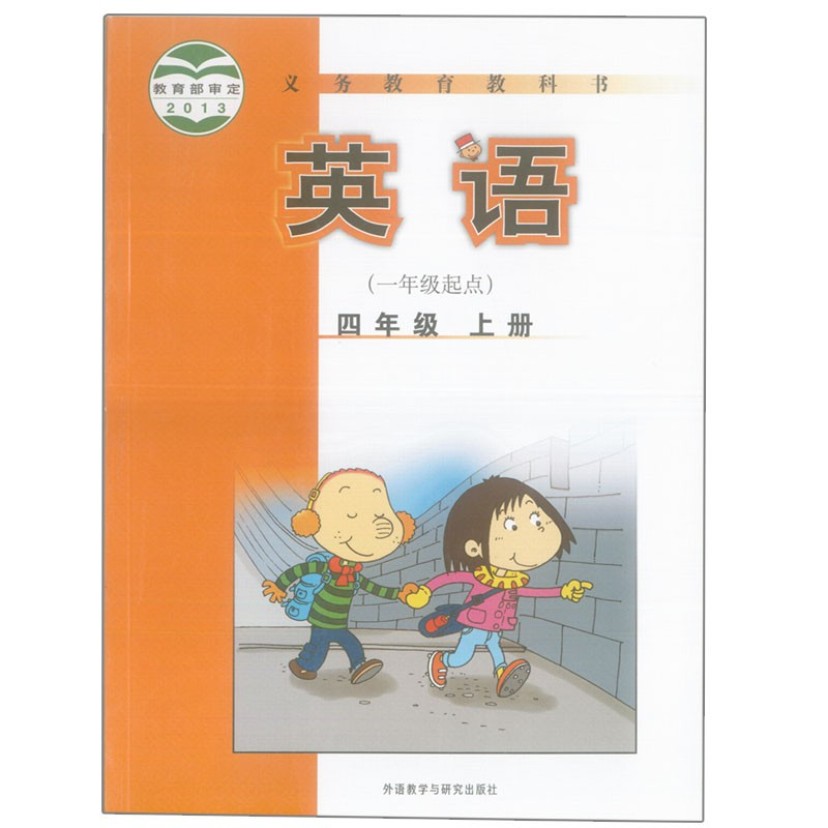 教育部审定
2013
义务教育教科书
英语
（一年级起点）
四年级 上册
外语教学与研究出版社